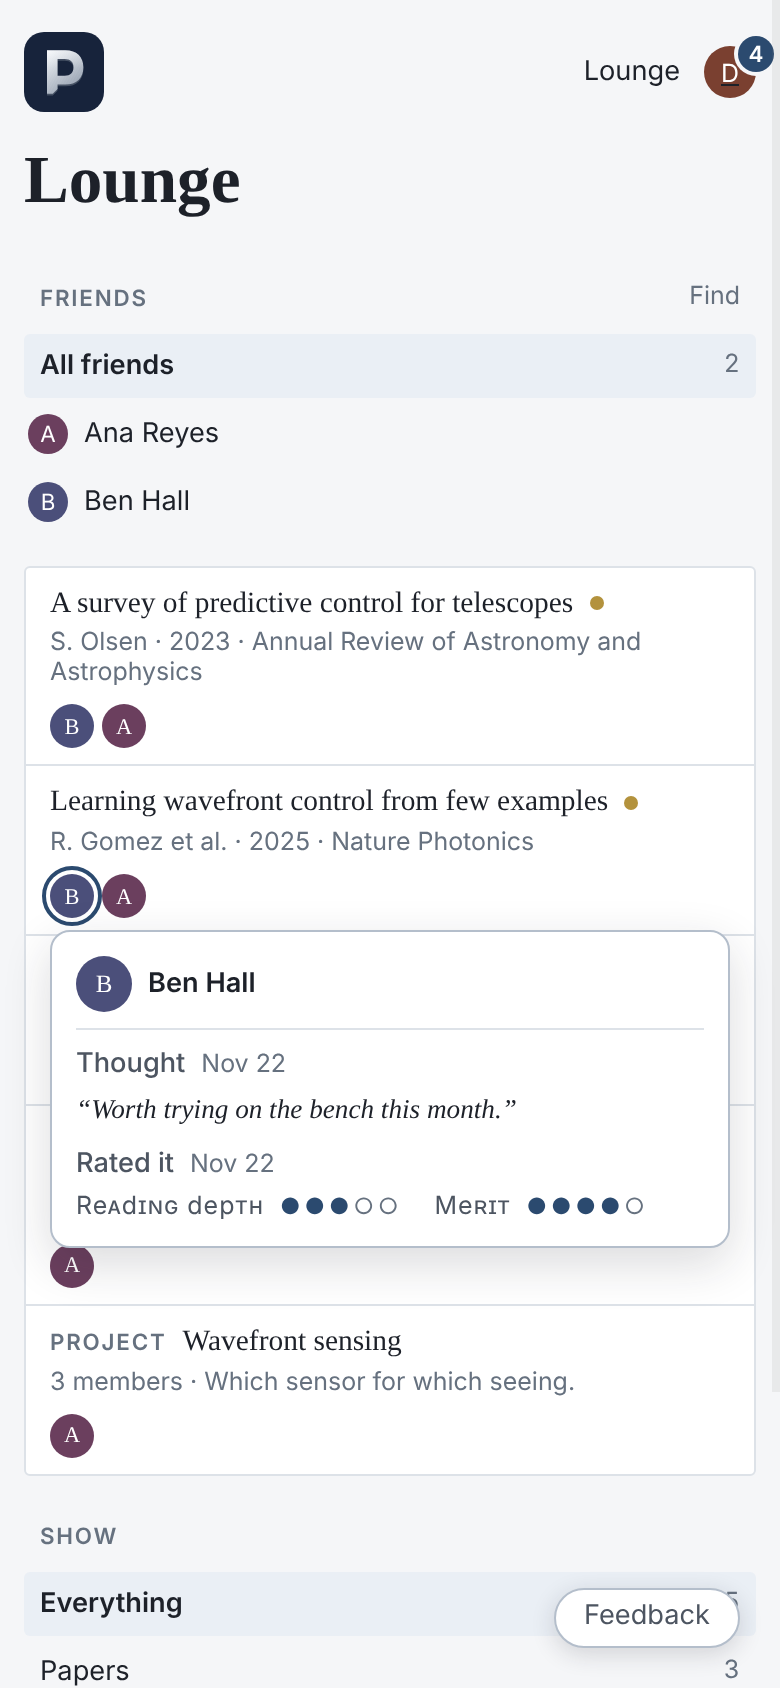 P
Lounge
D
4
Lounge
FRIENDS
Find
All friends
2
A
Ana Reyes
B
Ben Hall
A survey of predictive control for telescopes
S. Olsen · 2023 · Annual Review of Astronomy and
Astrophysics
B
A
Learning wavefront control from few examples
R. Gomez et al. · 2025 · Nature Photonics
B
A
B
Ben Hall
Thought Nov 22
“Worth trying on the bench this month.”
Rated it Nov 22
Reading depth
Merit
A
PROJECT Wavefront sensing
3 members · Which sensor for which seeing.
A
SHOW
Everything
Feedback
Papers
3